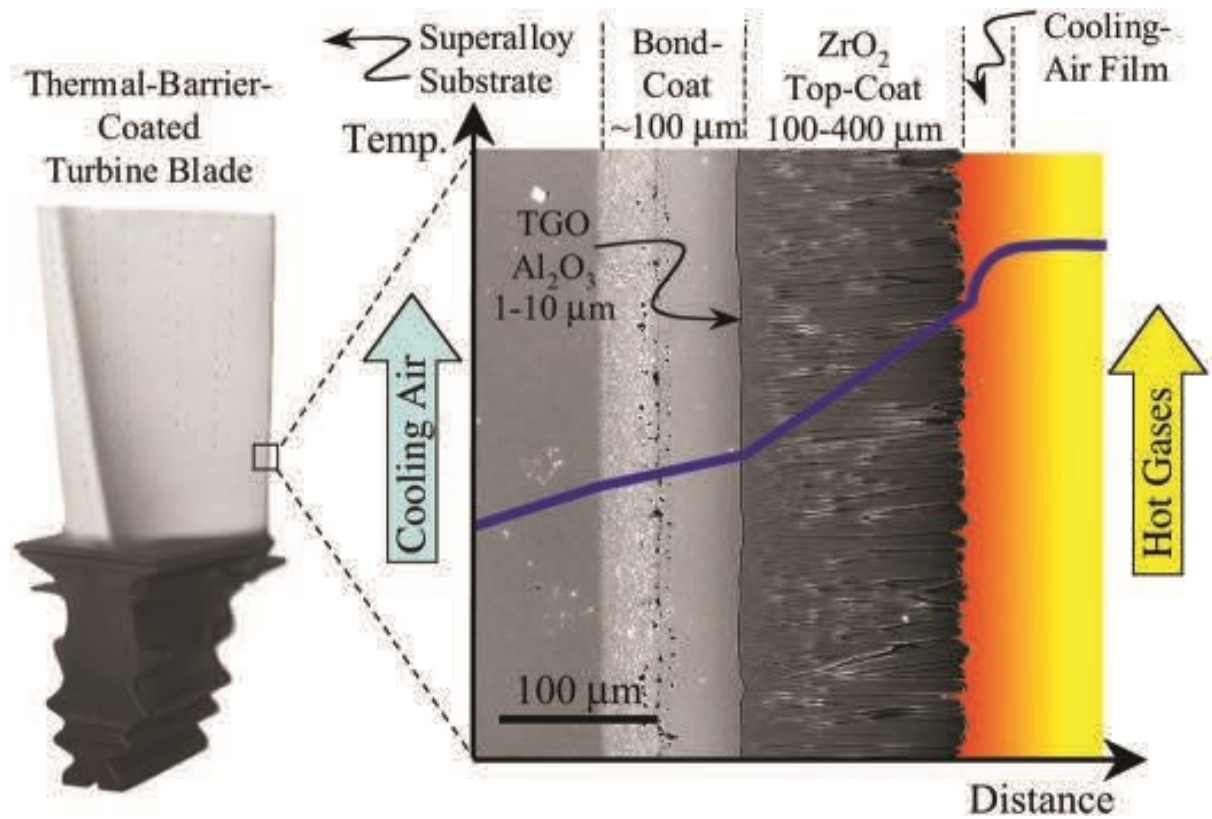 Thermal-Barrier-
Coated
Turbine Blade
Superalloy
Substrate
Bond-
Coat
~100 μm
ZrO₂
Top-Coat
100-400 μm
Cooling-
Air Film
Temp.
TGO
Al₂O₃
1-10 μm
Cooling Air
Hot Gases
100 μm
Distance